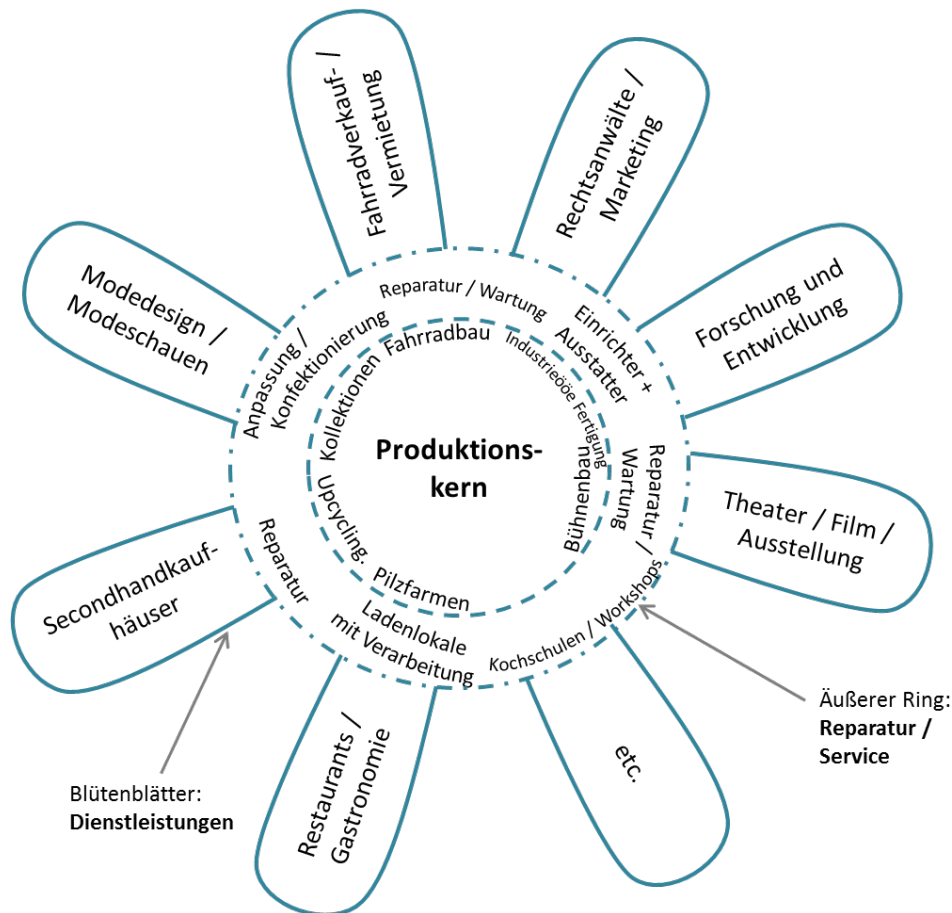 Fahrradverkauf- /
Vermietung
Rechtsanwälte /
Marketing
Forschung und
Entwicklung
Theater / Film /
Ausstellung
etc.
Restaurants /
Gastronomie
Secondhandkauf-
häuser
Modedesign /
Modeschauen
Reparatur / Wartung
Einrichter +
Ausstatter
Reparatur /
Wartung
Kochschulen / Workshops
Ladenlokale
mit Verarbeitung
Reparatur
Anpassung /
Konfektionierung
Fahrradbau
Industrieööe Fertigung
Bühnenbau
Pilzfarmen
Upcycling.
Kollektionen
Produktions-
kern
Äußerer Ring:
Reparatur /
Service
Blütenblätter:
Dienstleistungen